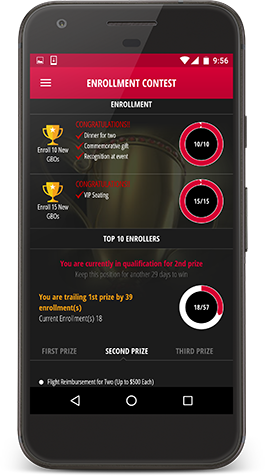 9:56
ENROLLMENT CONTEST
ENROLLMENT
CONGRATULATIONS!!
Dinner for two
Commemorative gift
Recognition at event
Enroll 10 New
GBOs
10/10
CONGRATULATIONS!!
VIP Seating
Enroll 15 New
GBOs
15/15
TOP 10 ENROLLERS
You are currently in qualification for 2nd prize
Keep this position for another 29 days to win
You are trailing 1st prize by 39
enrollment(s)
Current Enrollment(s) 18
18/57
FIRST PRIZE SECOND PRIZE THIRD PRIZE
Flight Reimbursement for Two (Up to $500 Each)